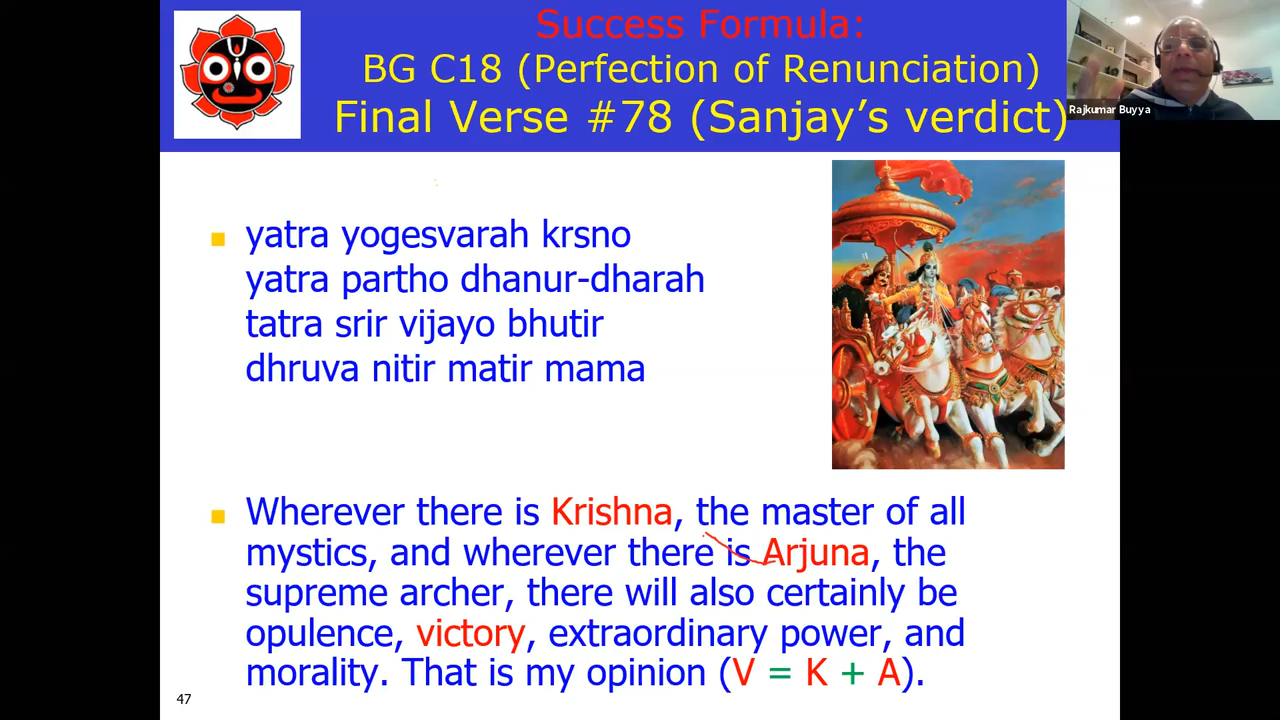 Success Formula:
BG C18 (Perfection of Renunciation)
Final Verse #78 (Sanjay’s verdict)
Rajkumar Buyya
yatra yogesvarah krsno
yatra partho dhanur-dharah
tatra srir vijayo bhutir
dhruva nitir matir mama
Wherever there is Krishna, the master of all
mystics, and wherever there is Arjuna, the
supreme archer, there will also certainly be
opulence, victory, extraordinary power, and
morality. That is my opinion (V = K + A).
47